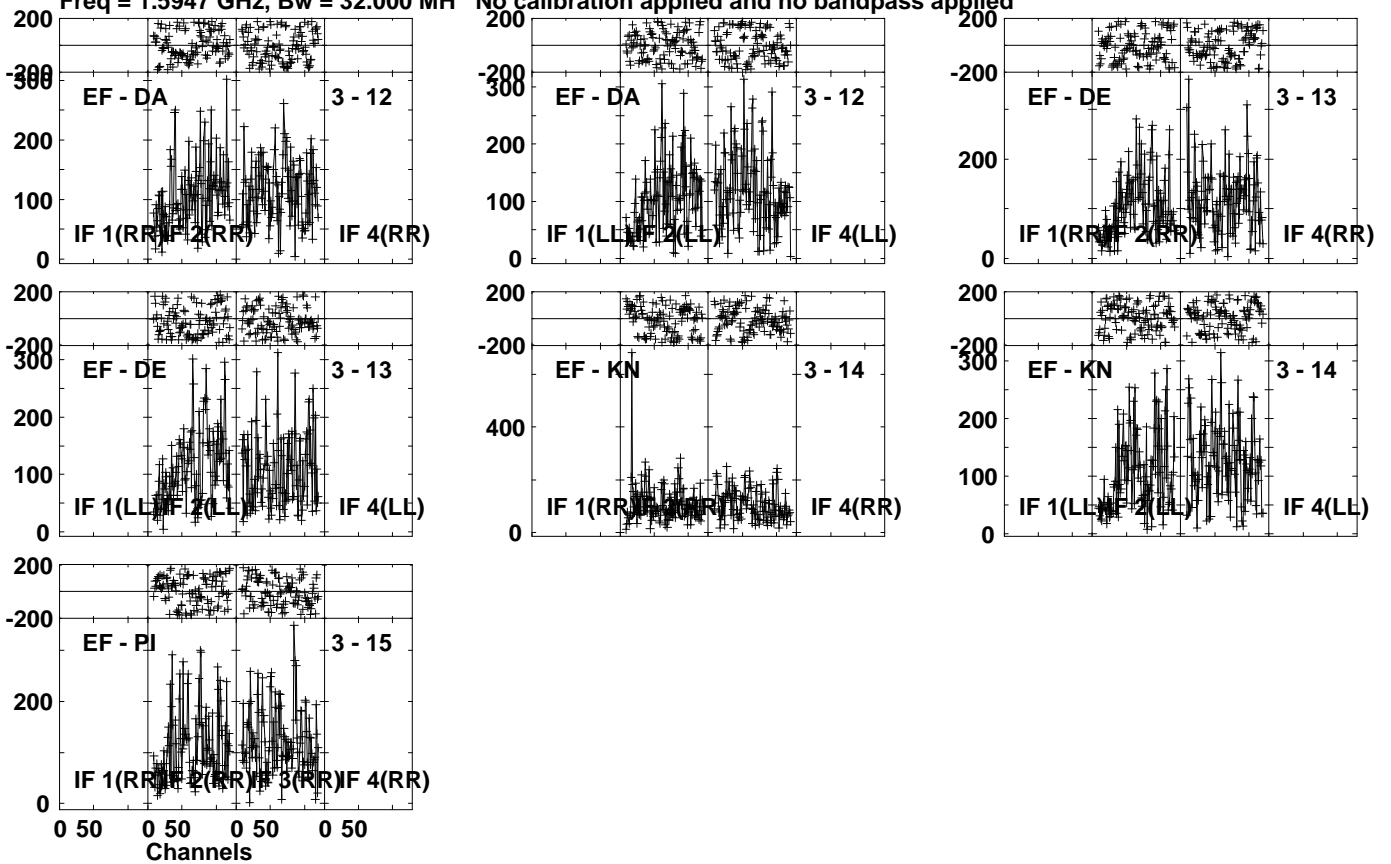 Freq = 1.5947 GHz, Bw = 32.000 MH No calibration applied and no bandpass applied
200 200 200
-200 -200 -200
300 EF - DA 3 - 12 300 EF - DA 3 - 12 EF - DE 3 - 13
200 200 200
100 100
IF 1(RR) IF 2(RR) IF 4(RR) IF 1(LL) IF 2(LL) IF 4(LL) IF 1(RR) IF 2(RR) IF 4(RR)
0 0 0
200 200 200
-200 -200 -200
300 EF - DE 3 - 13 EF - KN 3 - 14 300 EF - KN 3 - 14
200 400 200
100 100
IF 1(LL) IF 2(LL) IF 4(LL) IF 1(RR) IF 2(RR) IF 4(RR) IF 1(LL) IF 2(LL) IF 4(LL)
0 0 0
200
-200
EF - PI 3 - 15
200
IF 1(RR) IF 2(RR) IF 3(RR) IF 4(RR)
0
0 50 0 50 0 50 0 50
Channels